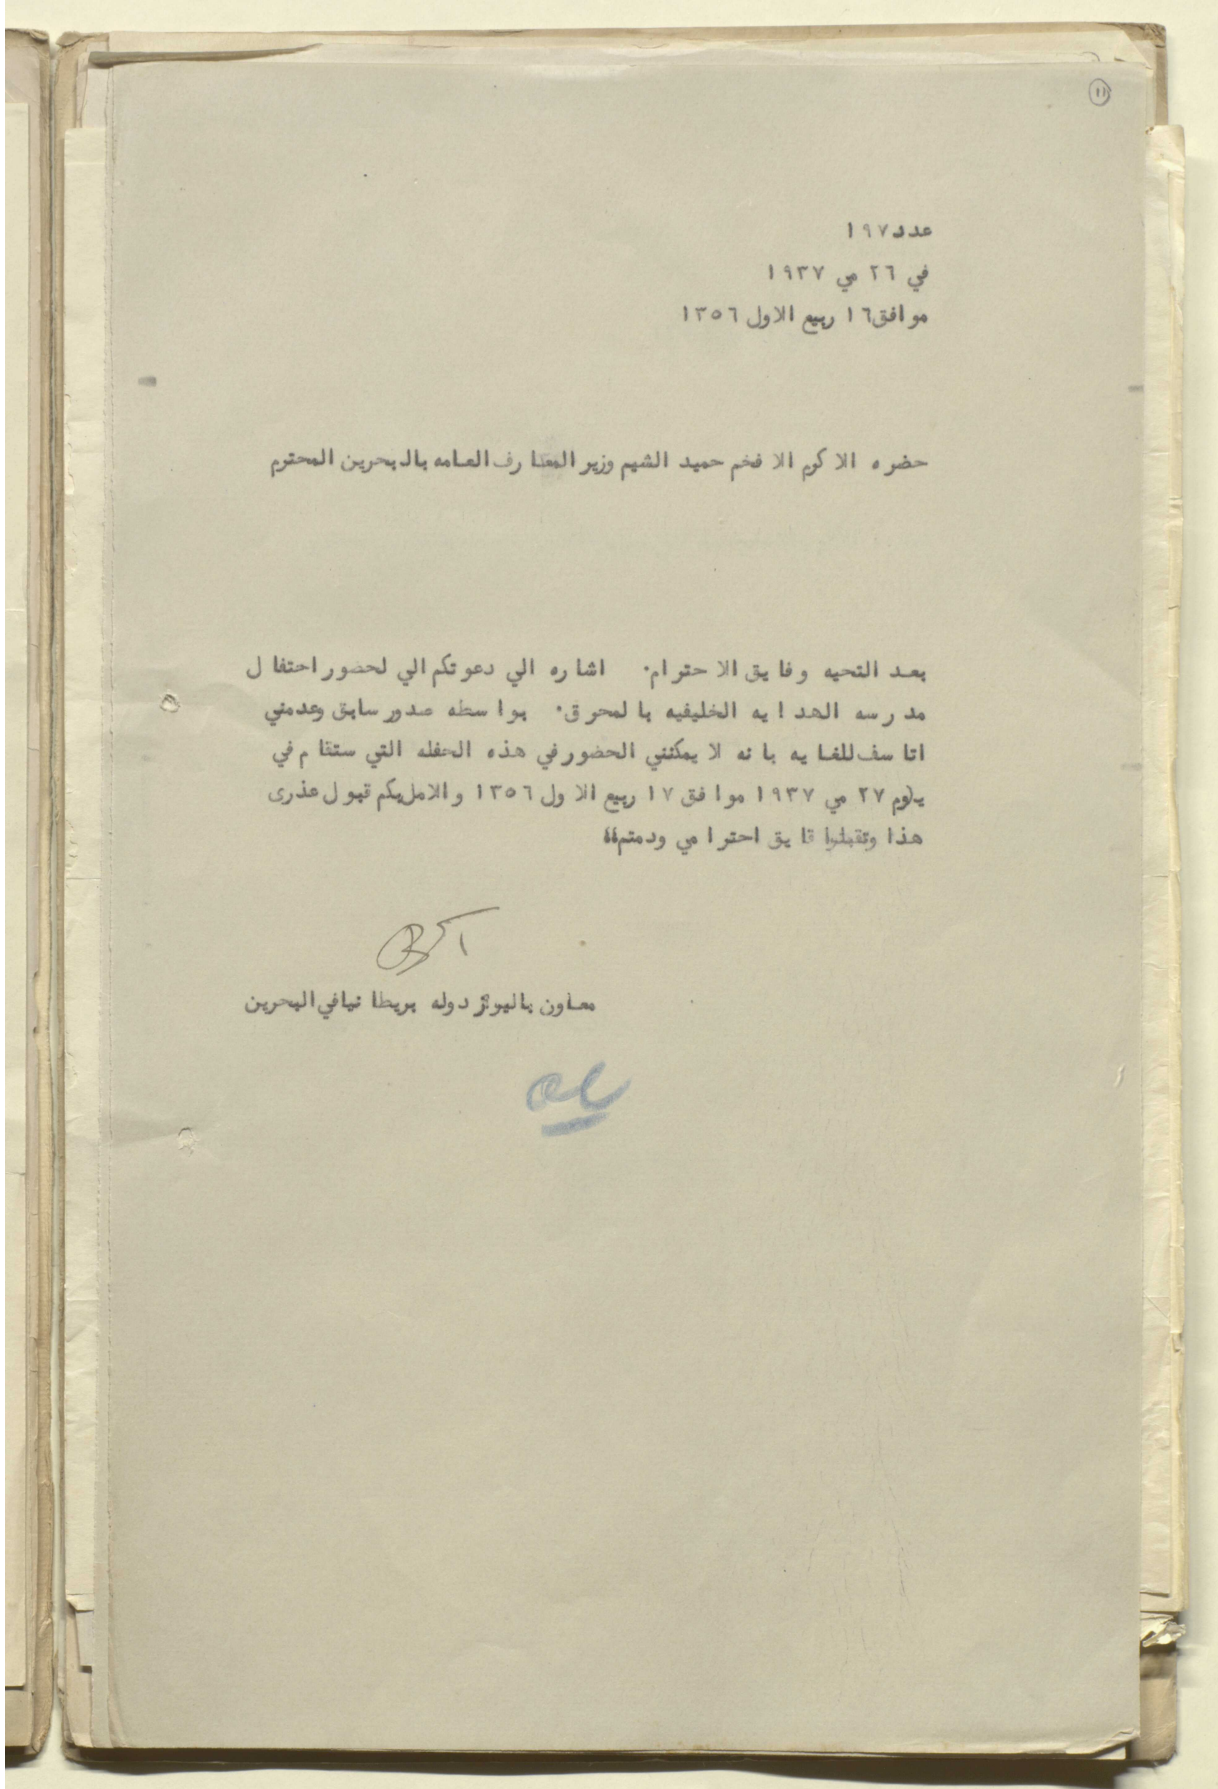 ١١
عدد ١٩٧
في ٢٦ مي ١٩٣٧
موافق ١٦ ربيع الاول ١٣٥٦
حضره الاكرم الافخم حميد الشيم وزير المعارف العامه بالبحرين المحترم
بعد التحيه وفايق الاحترام. اشاره الي دعوتكم الي لحضور احتفال
مدرسه الهدايه الخليفيه بالمحرق. بواسطه صدور سابق وعدمني
اتاسف للغايه بانه لا يمكنني الحضور في هذه الحفله التي ستقام في
يوم ٢٧ مي ١٩٣٧ موافق ١٧ ربيع الاول ١٣٥٦ والامل بكم قبول عذرى
هذا وتقبلوا فايق احترامي ودمتم،،
معاون باليوز دوله بريطانيا في البحرين